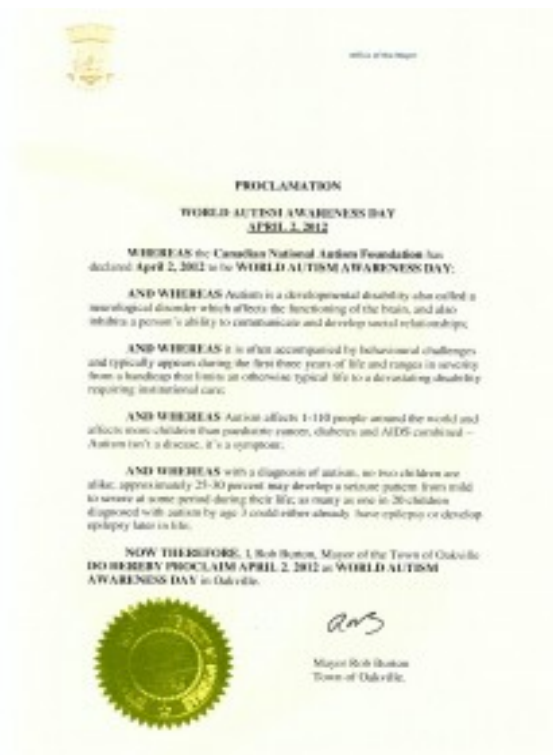 Office of the Mayor
PROCLAMATION
WORLD AUTISM AWARENESS DAY
APRIL 2, 2012
WHEREAS the Canadian National Autism Foundation has
declared April 2, 2012 to be WORLD AUTISM AWARENESS DAY;
AND WHEREAS Autism is a developmental disability also called a
neurological disorder which affects the functioning of the brain, and also
inhibits a person's ability to communicate and develop social relationships;
AND WHEREAS it is often accompanied by behavioural challenges
and typically appears during the first three years of life and ranges in severity
from a handicap that limits an otherwise typical life to a devastating disability
requiring institutional care;
AND WHEREAS Autism affects 1-110 people around the world and
affects more children than paediatric cancer, diabetes and AIDS combined –
Autism isn't a disease, it's a symptom.
AND WHEREAS with a diagnosis of autism, no two children are
alike; approximately 25-30 percent may develop a seizure pattern from mild
to severe at some period during their life; as many as one in 20 children
diagnosed with autism by age 3 could either already have epilepsy or develop
epilepsy later in life.
NOW THEREFORE, I, Rob Burton, Mayor of the Town of Oakville
DO HEREBY PROCLAIM APRIL 2, 2012 as WORLD AUTISM
AWARENESS DAY in Oakville.
Mayor Rob Burton
Town of Oakville.